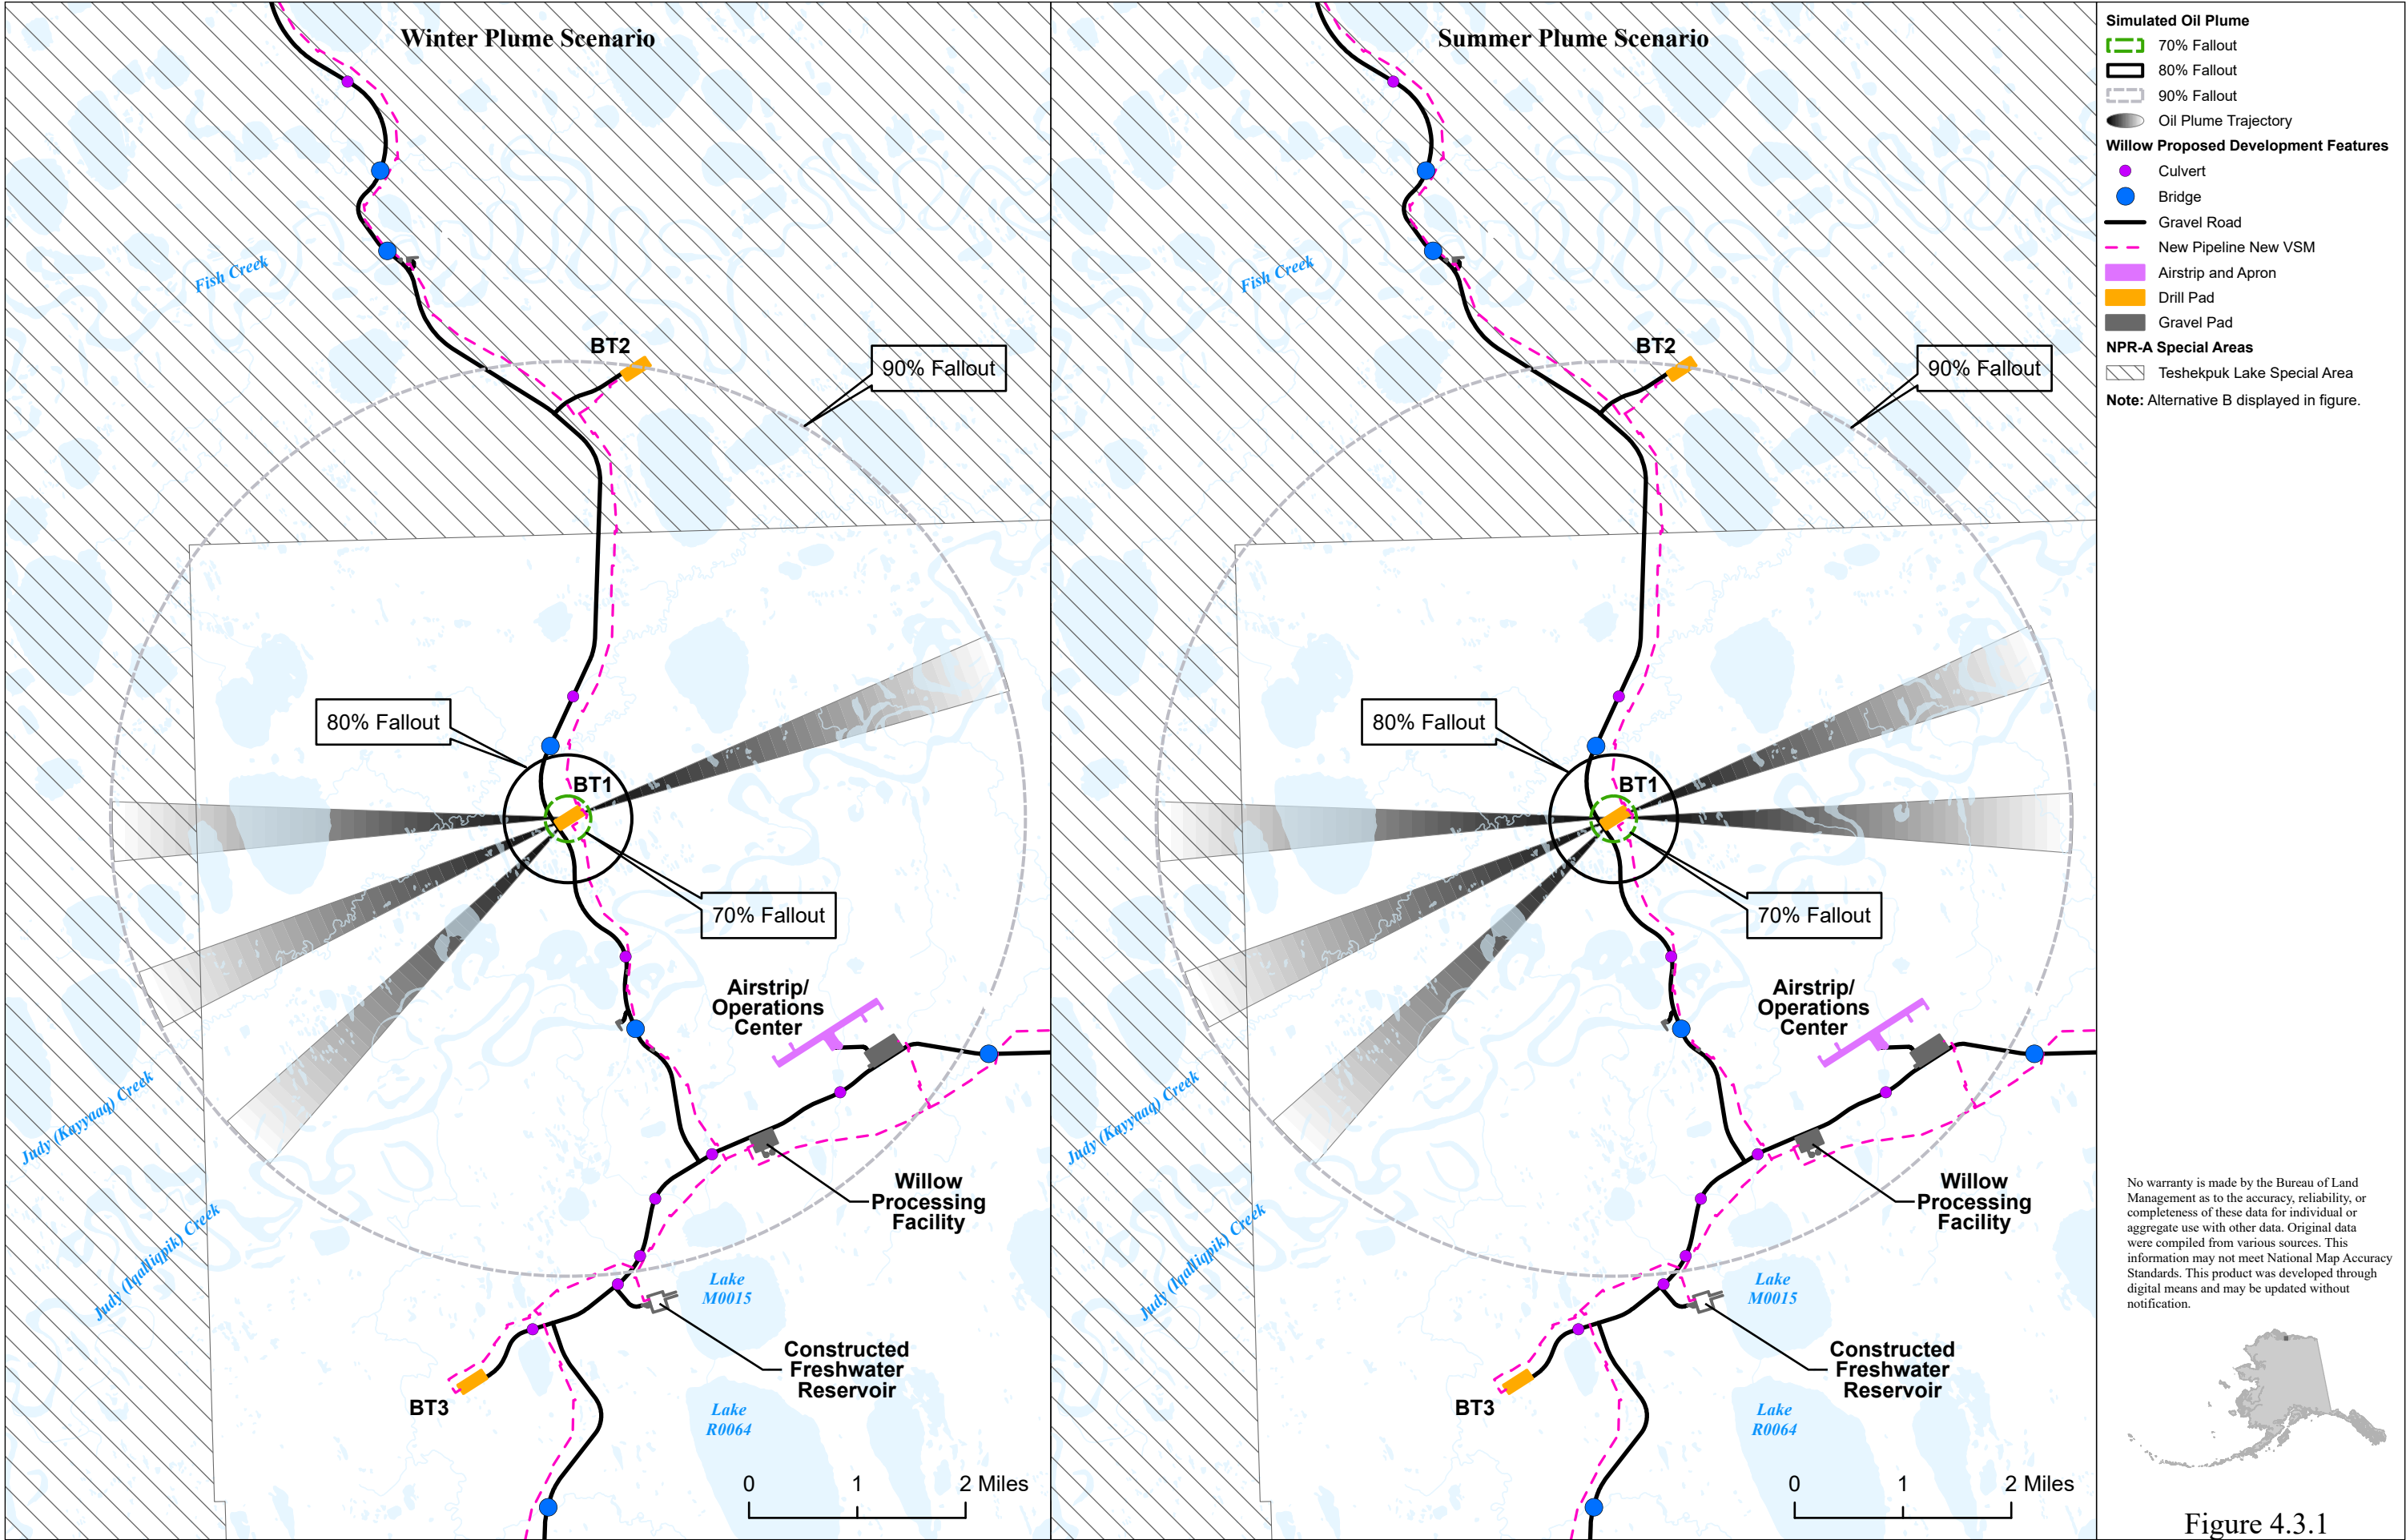 Winter Plume Scenario
Fish Creek
BT2
90% Fallout
80% Fallout
BT1
70% Fallout
Airstrip/
Operations
Center
Judy (Kayyaaq) Creek
Judy (Iqalliqpik) Creek
Willow
Processing
Facility
Lake
M0015
Constructed
Freshwater
Reservoir
BT3
Lake
R0064
0 1 2 Miles
Summer Plume Scenario
Fish Creek
BT2
90% Fallout
80% Fallout
BT1
70% Fallout
Airstrip/
Operations
Center
Judy (Kayyaaq) Creek
Judy (Iqalliqpik) Creek
Willow
Processing
Facility
Lake
M0015
Constructed
Freshwater
Reservoir
BT3
Lake
R0064
0 1 2 Miles
Simulated Oil Plume
70% Fallout
80% Fallout
90% Fallout
Oil Plume Trajectory
Willow Proposed Development Features
Culvert
Bridge
Gravel Road
New Pipeline New VSM
Airstrip and Apron
Drill Pad
Gravel Pad
NPR-A Special Areas
Teshekpuk Lake Special Area
Note: Alternative B displayed in figure.
No warranty is made by the Bureau of Land
Management as to the accuracy, reliability, or
completeness of these data for individual or
aggregate use with other data. Original data
were compiled from various sources. This
information may not meet National Map Accuracy
Standards. This product was developed through
digital means and may be updated without
notification.
Figure 4.3.1